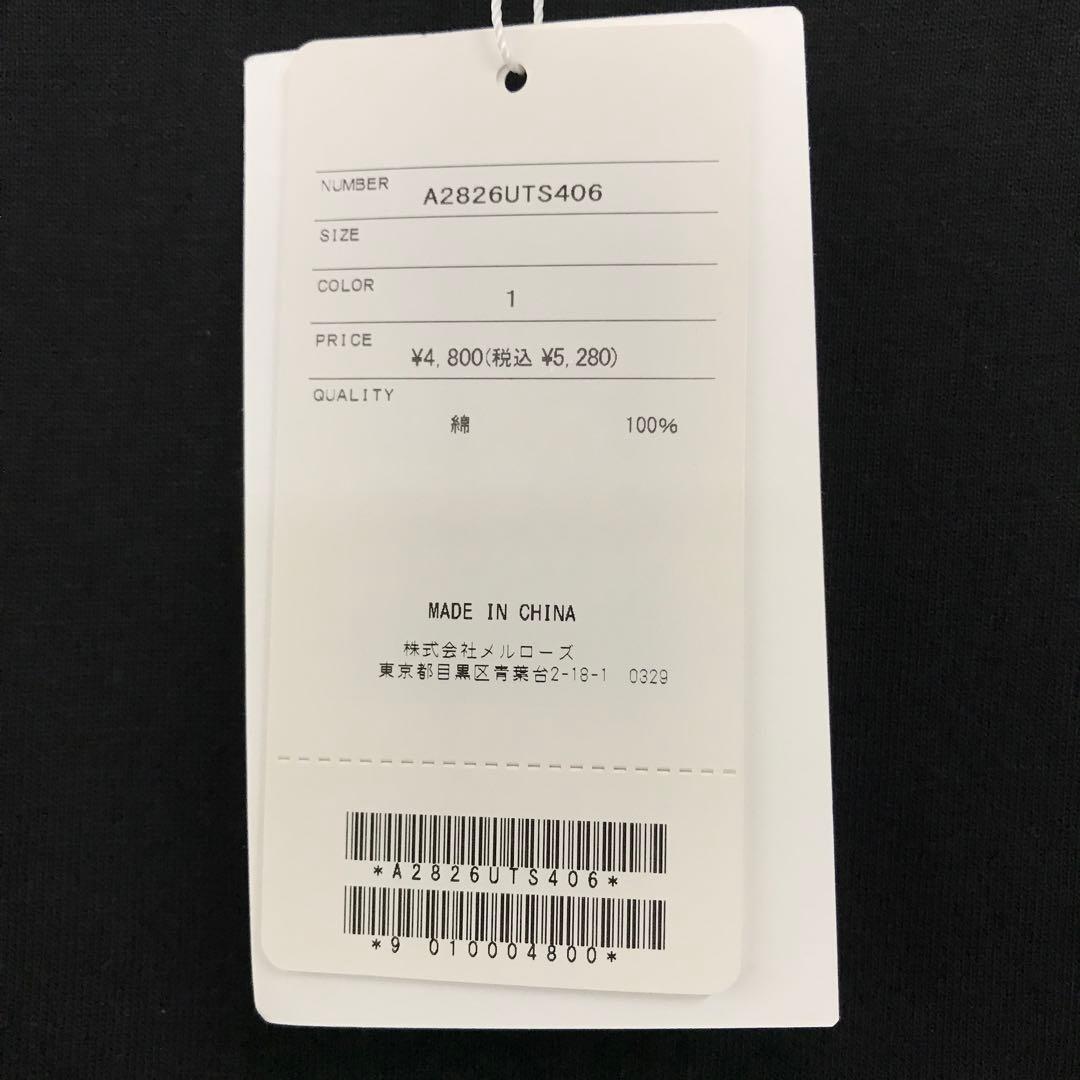 NUMBER A2826UTS406
SIZE
COLOR 1
PRICE ¥4,800(税込 ¥5,280)
QUALITY
綿 100%
MADE IN CHINA
株式会社メルローズ
東京都目黒区青葉台2-18-1 0329
*A2826UTS406*
*9 010004800*